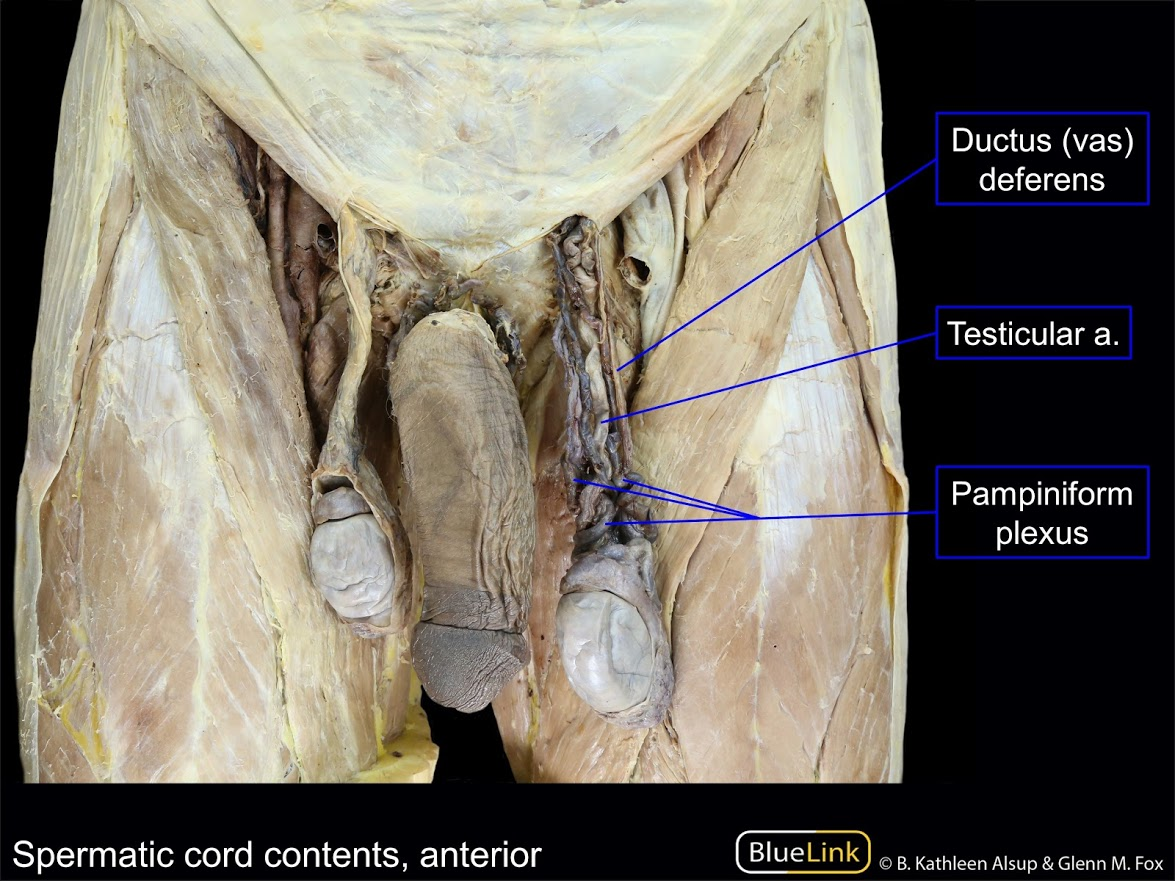 Ductus (vas)
deferens
Testicular a.
Pampiniform
plexus
Spermatic cord contents, anterior
BlueLink
© B. Kathleen Alsup & Glenn M. Fox